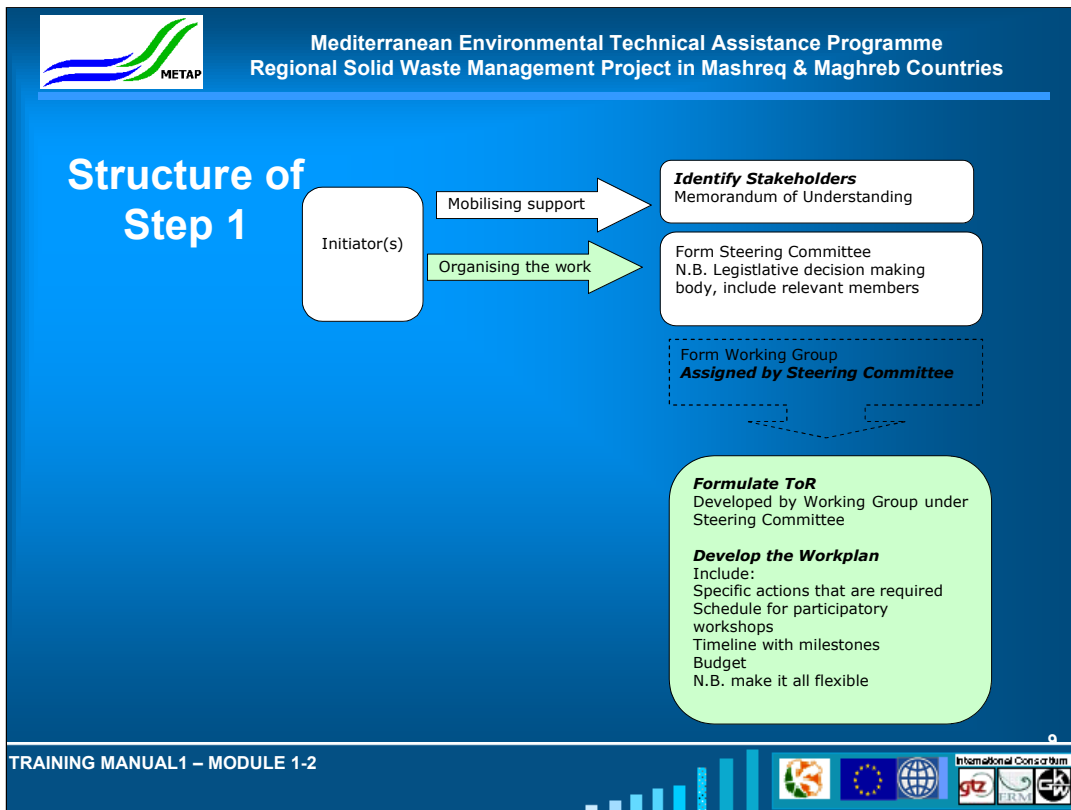 METAP
Mediterranean Environmental Technical Assistance Programme
Regional Solid Waste Management Project in Mashreq & Maghreb Countries
Structure of
Step 1
Initiator(s)
Mobilising support
Organising the work
Identify Stakeholders
Memorandum of Understanding
Form Steering Committee
N.B. Legistlative decision making
body, include relevant members
Form Working Group
Assigned by Steering Committee
Formulate ToR
Developed by Working Group under
Steering Committee
Develop the Workplan
Include:
Specific actions that are required
Schedule for participatory
workshops
Timeline with milestones
Budget
N.B. make it all flexible
9
TRAINING MANUAL1 – MODULE 1-2
International Consortium
gtz
ERM
GKW